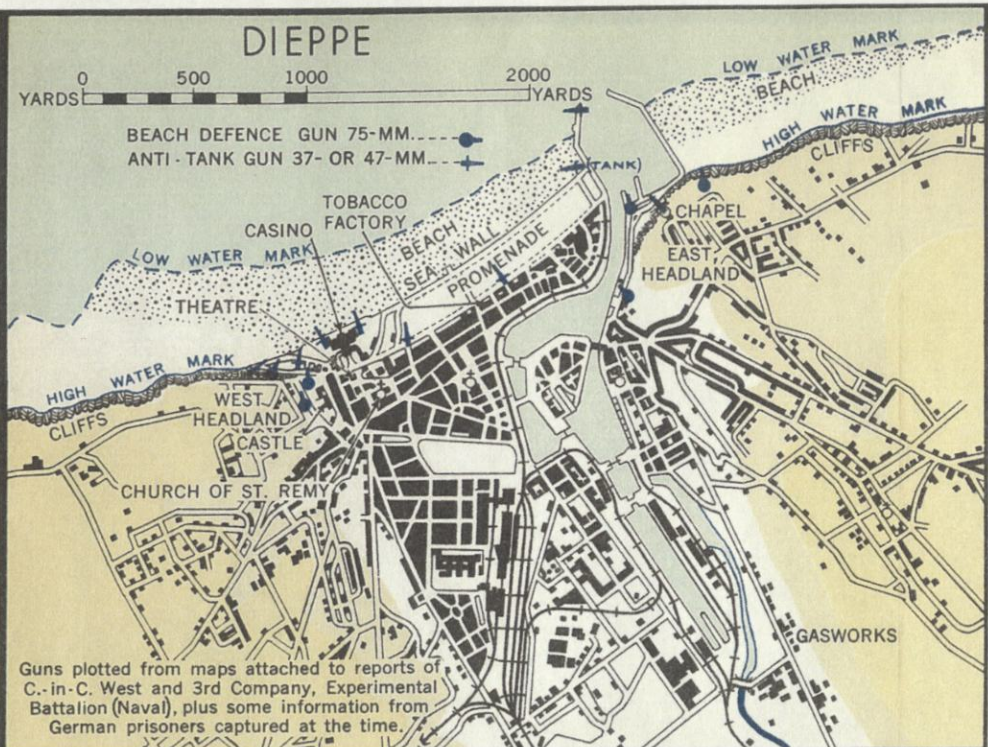 DIEPPE
0 500 1000 2000
YARDS YARDS
BEACH DEFENCE GUN 75-MM.
ANTI-TANK GUN 37- OR 47-MM.
(TANK)
LOW WATER MARK
BEACH
HIGH WATER MARK
CLIFFS
TOBACCO
FACTORY
CASINO
LOW WATER MARK
BEACH
SEA WALL
PROMENADE
CHAPEL
EAST
HEADLAND
THEATRE
HIGH WATER MARK
CLIFFS
WEST
HEADLAND
CASTLE
CHURCH OF ST. REMY
GASWORKS
Guns plotted from maps attached to reports of
C.-in-C. West and 3rd Company, Experimental
Battalion (Naval), plus some information from
German prisoners captured at the time.